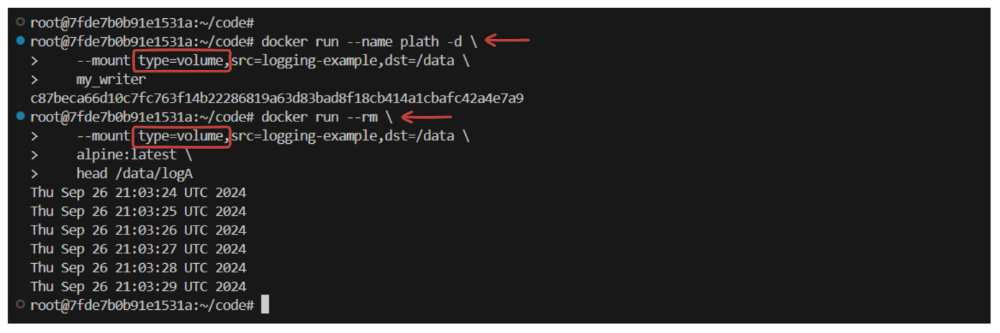 root@7fde7b0b91e1531a:~/code#
root@7fde7b0b91e1531a:~/code# docker run --name plath -d \
>     --mount type=volume,src=logging-example,dst=/data \
>     my_writer
c87beca66d10c7fc763f14b22286819a63d83bad8f18cb414a1cbafc42a4e7a9
root@7fde7b0b91e1531a:~/code# docker run --rm \
>     --mount type=volume,src=logging-example,dst=/data \
>     alpine:latest \
>     head /data/logA
Thu Sep 26 21:03:24 UTC 2024
Thu Sep 26 21:03:25 UTC 2024
Thu Sep 26 21:03:26 UTC 2024
Thu Sep 26 21:03:27 UTC 2024
Thu Sep 26 21:03:28 UTC 2024
Thu Sep 26 21:03:29 UTC 2024
root@7fde7b0b91e1531a:~/code#